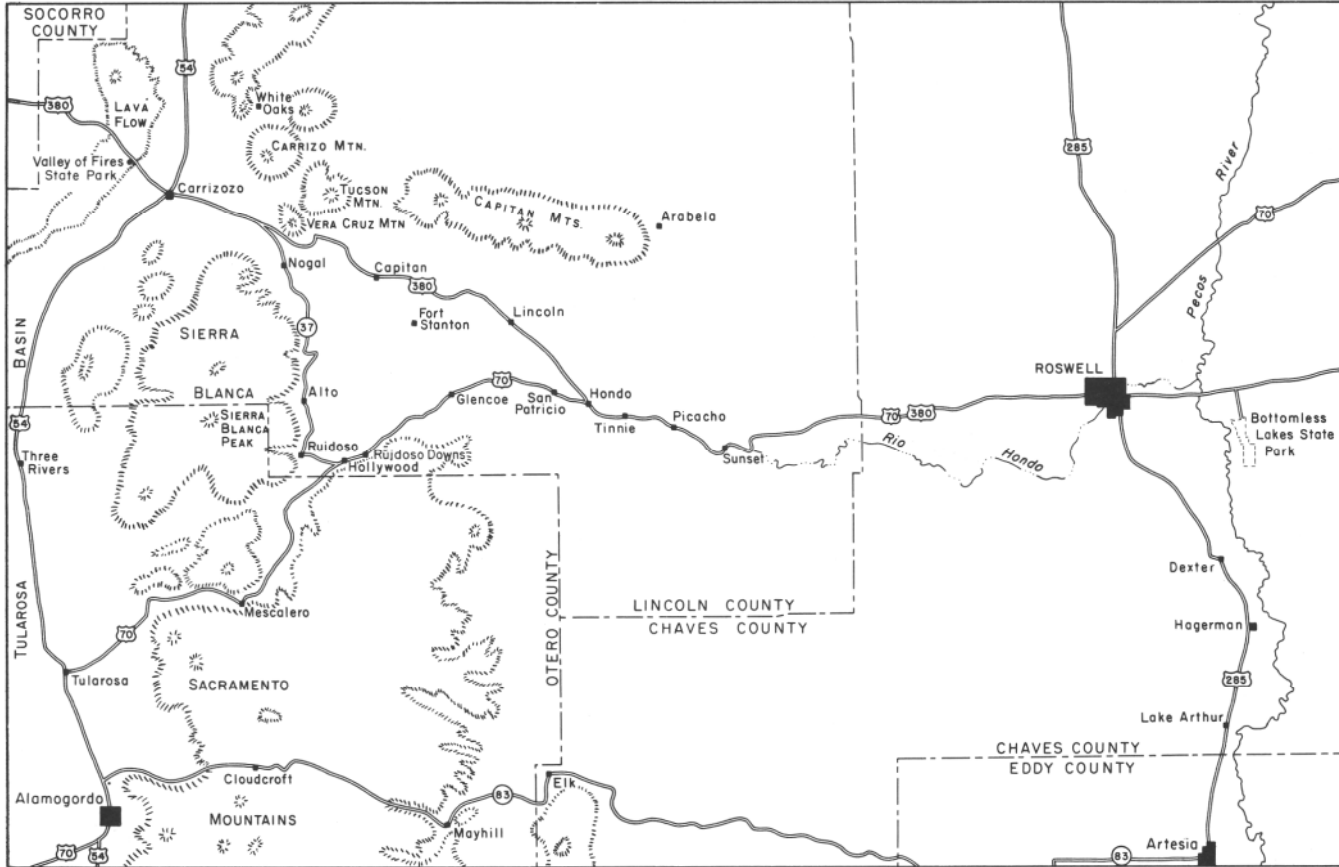 SOCORRO
COUNTY
54
380
LAVA
FLOW
White
Oaks
CARRIZO MTN.
Valley of Fires
State Park
Carrizozo
TUCSON
MTN.
VERA CRUZ MTN
CAPITAN MTS.
Arabela
285
River
Pecos
70
Nogal
Capitan
380
Fort
Stanton
Lincoln
37
SIERRA
BLANCA
BASIN
TULAROSA
Alto
SIERRA
BLANCA
PEAK
Glencoe
70
San
Patricio
Hondo
Tinnie
Picacho
Sunset
70
380
ROSWELL
Rio
Hondo
Bottomless
Lakes State
Park
54
Three
Rivers
Ruidoso
Ruidoso Downs
Hollywood
Mescalero
70
Tularosa
OTERO COUNTY
LINCOLN COUNTY
CHAVES COUNTY
Dexter
Hagerman
285
Lake Arthur
SACRAMENTO
MOUNTAINS
Cloudcroft
Alamogordo
70
54
Mayhill
83
Elk
CHAVES COUNTY
EDDY COUNTY
Artesia
83